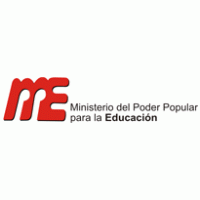 ME
Ministerio del Poder Popular
para la Educación